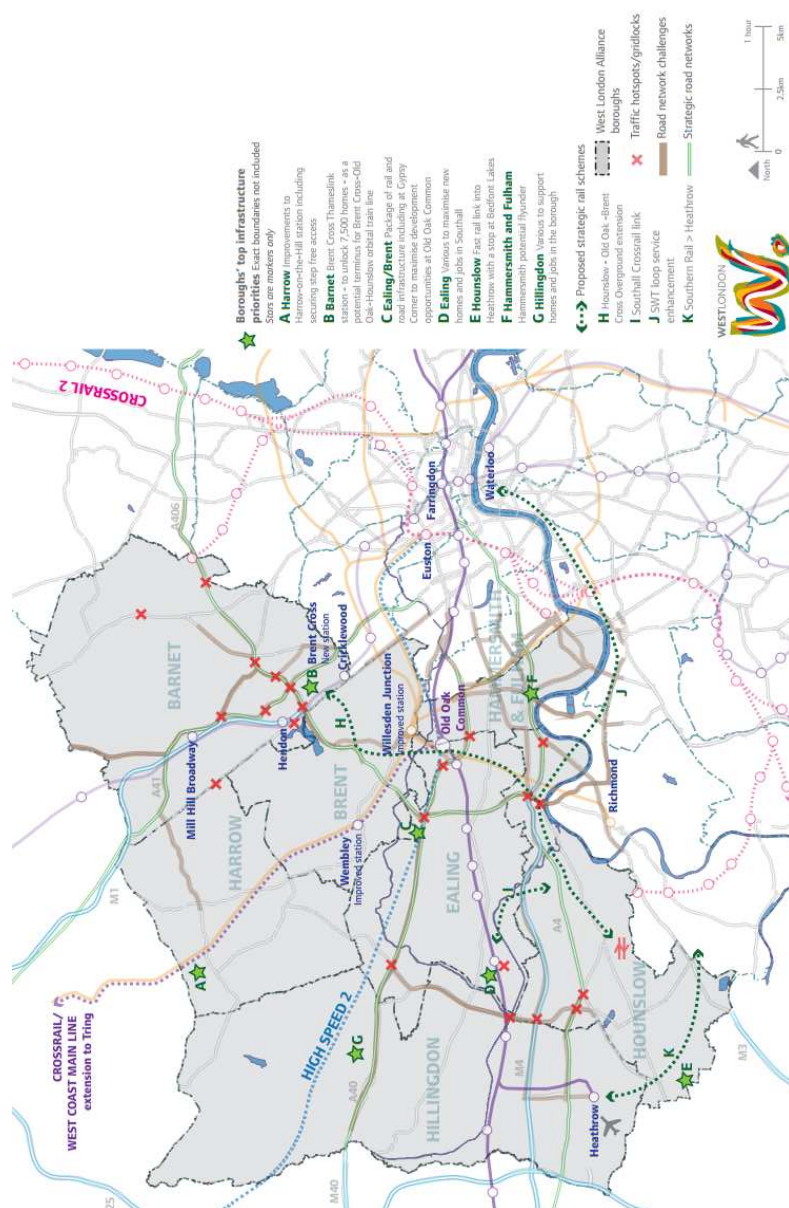 CROSSRAIL/
WEST COAST MAIN LINE
extension to Tring
M1
A41
A406
CROSSRAIL 2
25
M40
A40
HIGH SPEED 2
HARROW
BARNET
BRENT
HILLINGDON
EALING
HAMMERSMITH
& FULHAM
HOUNSLOW
Mill Hill Broadway
Hendon
B Brent Cross
New station
Cricklewood
Wembley
Improved station
Willesden Junction
Improved station
Old Oak
Common
Euston
Farringdon
Waterloo
Richmond
Heathrow
M4
A4
M3
A
C
D
E
F
G
H
I
J
K
Boroughs' top infrastructure
priorities Exact boundaries not included
Stars are markers only
A Harrow Improvements to
Harrow-on-the-Hill station including
securing step free access
B Barnet Brent Cross Thameslink
station - to unlock 7,500 homes - as a
potential terminus for Brent Cross-Old
Oak-Hounslow orbital train line
C Ealing/Brent Package of rail and
road infrastructure including at Gypsy
Corner to maximise development
opportunities at Old Oak Common
D Ealing Various to maximise new
homes and jobs in Southall
E Hounslow Fast rail link into
Heathrow with a stop at Bedfont Lakes
F Hammersmith and Fulham
Hammersmith potential flyunder
G Hillingdon Various to support
homes and jobs in the borough
Proposed strategic rail schemes
H Hounslow - Old Oak -Brent
Cross Overground extension
I Southall Crossrail link
J SWT loop service
enhancement
K Southern Rail > Heathrow
West London Alliance
boroughs
Traffic hotspots/gridlocks
Road network challenges
Strategic road networks
WESTLONDON
North
0
2.5km
5km
1 hour